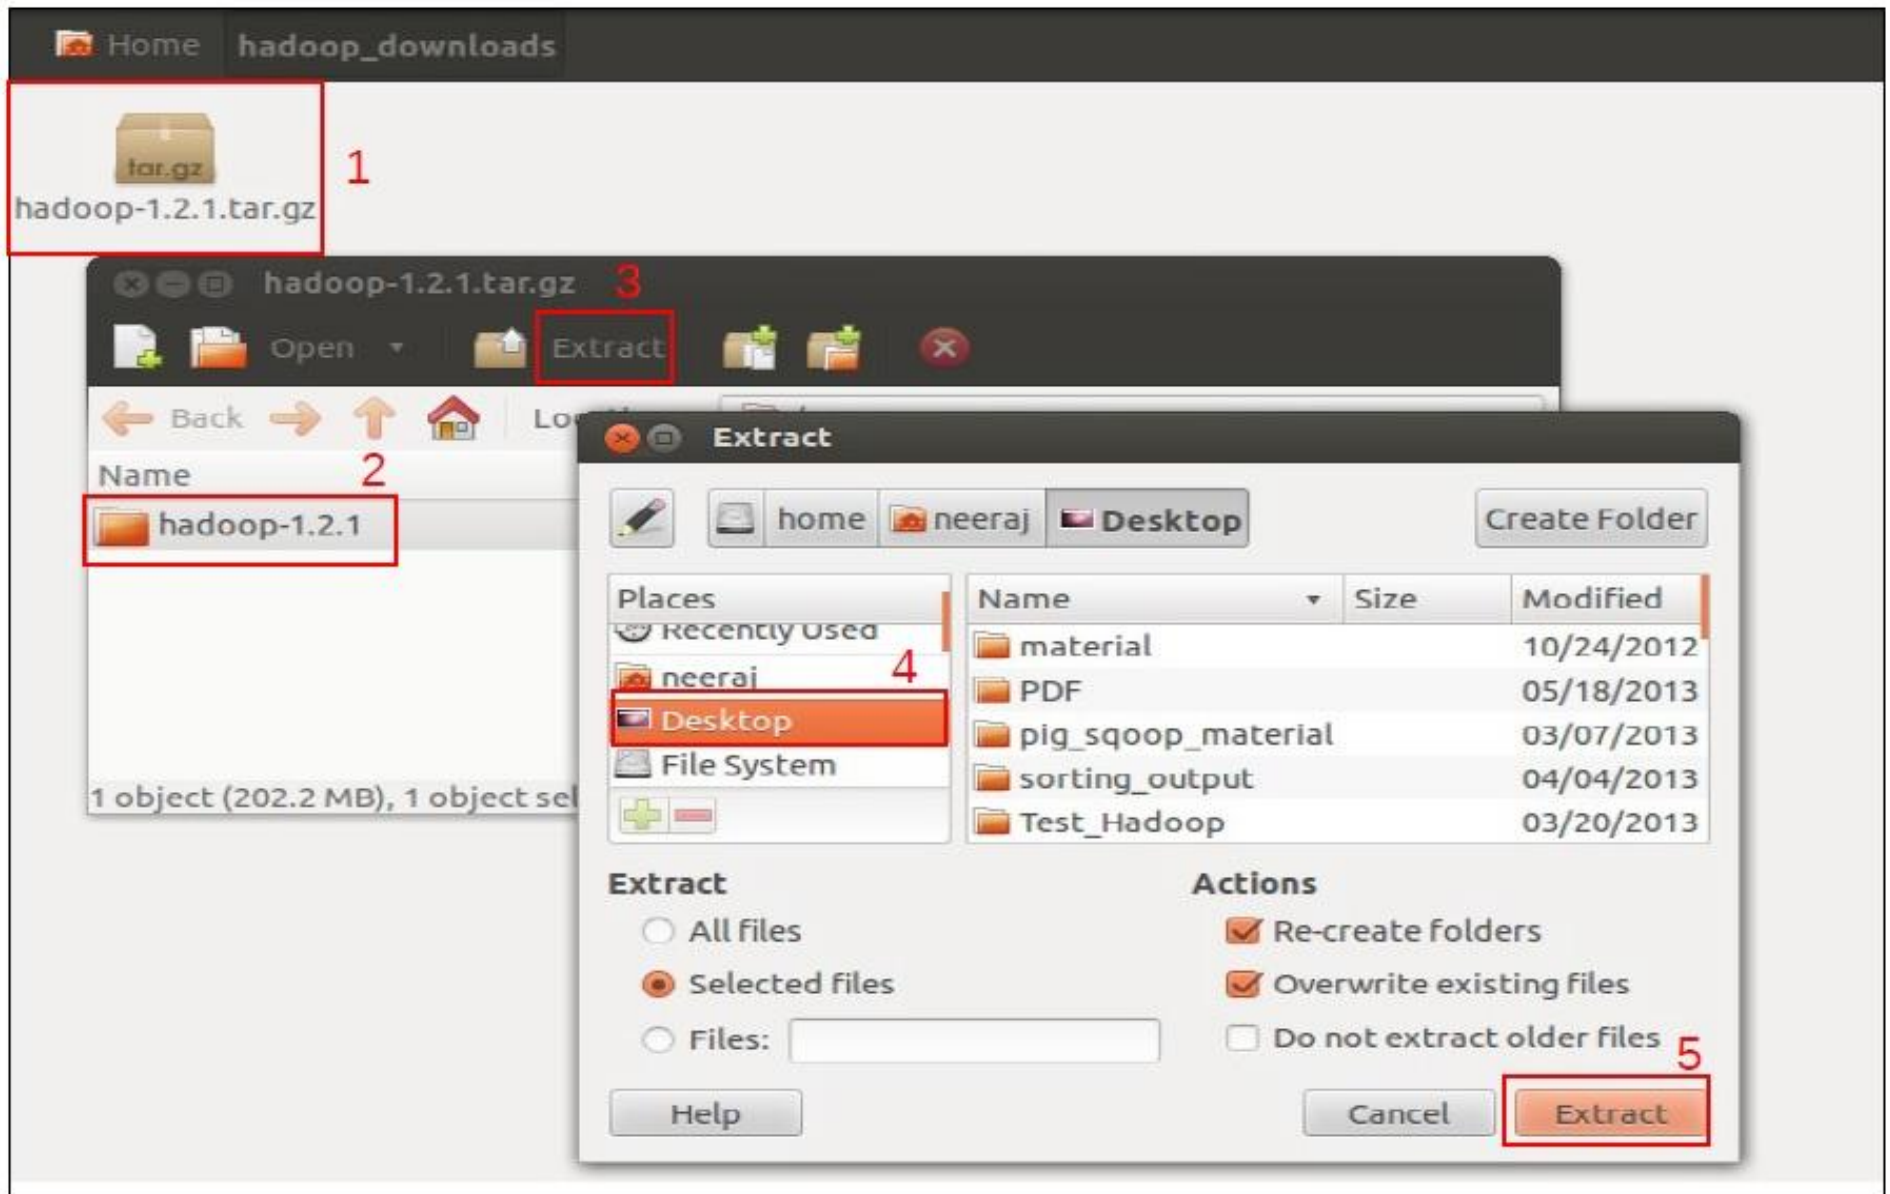 Home hadoop_downloads
tar.gz
1
hadoop-1.2.1.tar.gz
hadoop-1.2.1.tar.gz 3
Open Extract
Back
Extract
Name 2
hadoop-1.2.1
home neeraj Desktop Create Folder
Places Name Size Modified
Recently Used
material 10/24/2012
4
neeraj
PDF 05/18/2013
Desktop
pig_sqoop_material 03/07/2013
File System
sorting_output 04/04/2013
1 object (202.2 MB), 1 object sel
Test_Hadoop 03/20/2013
Extract Actions
All files Re-create folders
Selected files Overwrite existing files
Files: Do not extract older files
5
Help Cancel Extract